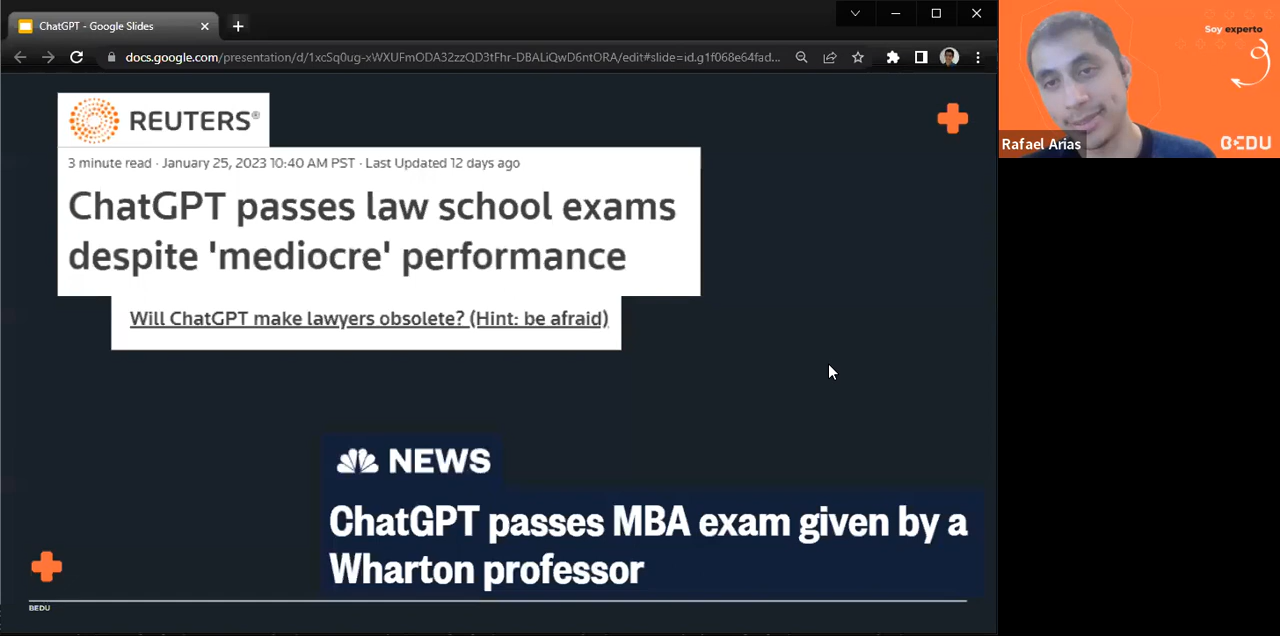 ChatGPT - Google Slides
docs.google.com/presentation/d/1xcSq0ug-xWXUFmODA32zzQD3tFhr-DBALiQwD6ntORA/edit#slide=id.g1f068e64fad...
REUTERS®
3 minute read · January 25, 2023 10:40 AM PST · Last Updated 12 days ago
ChatGPT passes law school exams
despite 'mediocre' performance
Will ChatGPT make lawyers obsolete? (Hint: be afraid)
NEWS
ChatGPT passes MBA exam given by a
Wharton professor
BEDU
Soy experto
Rafael Arias
BEDU